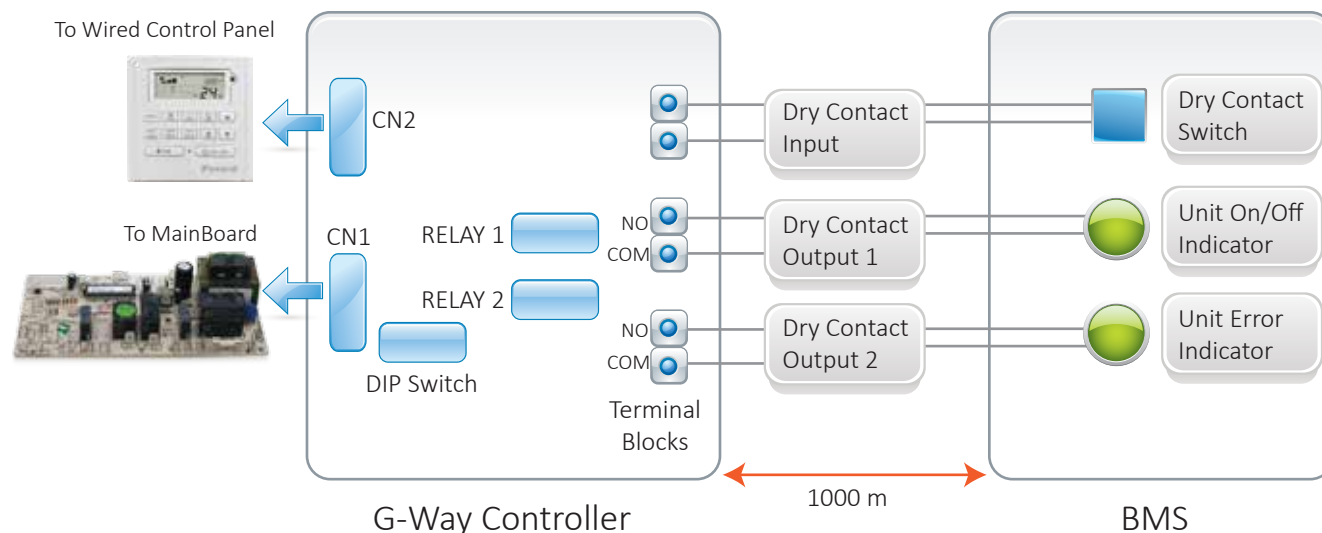 To Wired Control Panel
24
CN2
To MainBoard
CN1
RELAY 1
RELAY 2
DIP Switch
NO
COM
NO
COM
Terminal
Blocks
Dry Contact
Input
Dry Contact
Output 1
Dry Contact
Output 2
Dry Contact
Switch
Unit On/Off
Indicator
Unit Error
Indicator
1000 m
G-Way Controller
BMS